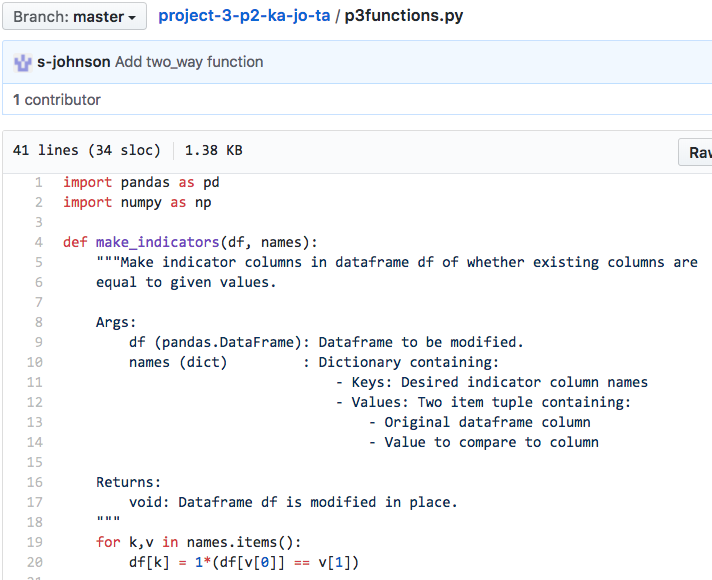 Branch: master project-3-p2-ka-jo-ta / p3functions.py
s-johnson Add two_way function
1 contributor
41 lines (34 sloc) 1.38 KB Raw
1 import pandas as pd
2 import numpy as np
3
4 def make_indicators(df, names):
5 """Make indicator columns in dataframe df of whether existing columns are
6 equal to given values.
7
8 Args:
9 df (pandas.DataFrame): Dataframe to be modified.
10 names (dict) : Dictionary containing:
11 - Keys: Desired indicator column names
12 - Values: Two item tuple containing:
13 - Original dataframe column
14 - Value to compare to column
15
16 Returns:
17 void: Dataframe df is modified in place.
18 """
19 for k,v in names.items():
20 df[k] = 1*(df[v[0]] == v[1])